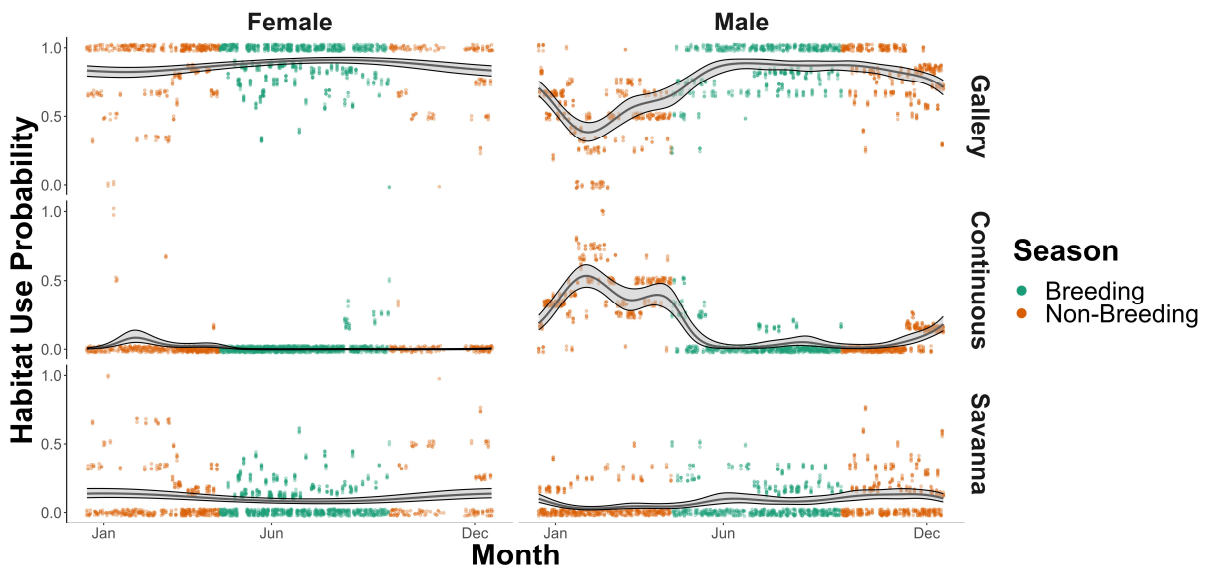 Female
Male
Habitat Use Probability
1.0
0.5
0.0
Gallery
1.0
0.5
0.0
Continuous
1.0
0.5
0.0
Savanna
Jan
Jun
Dec
Jan
Jun
Dec
Month
Season
Breeding
Non-Breeding